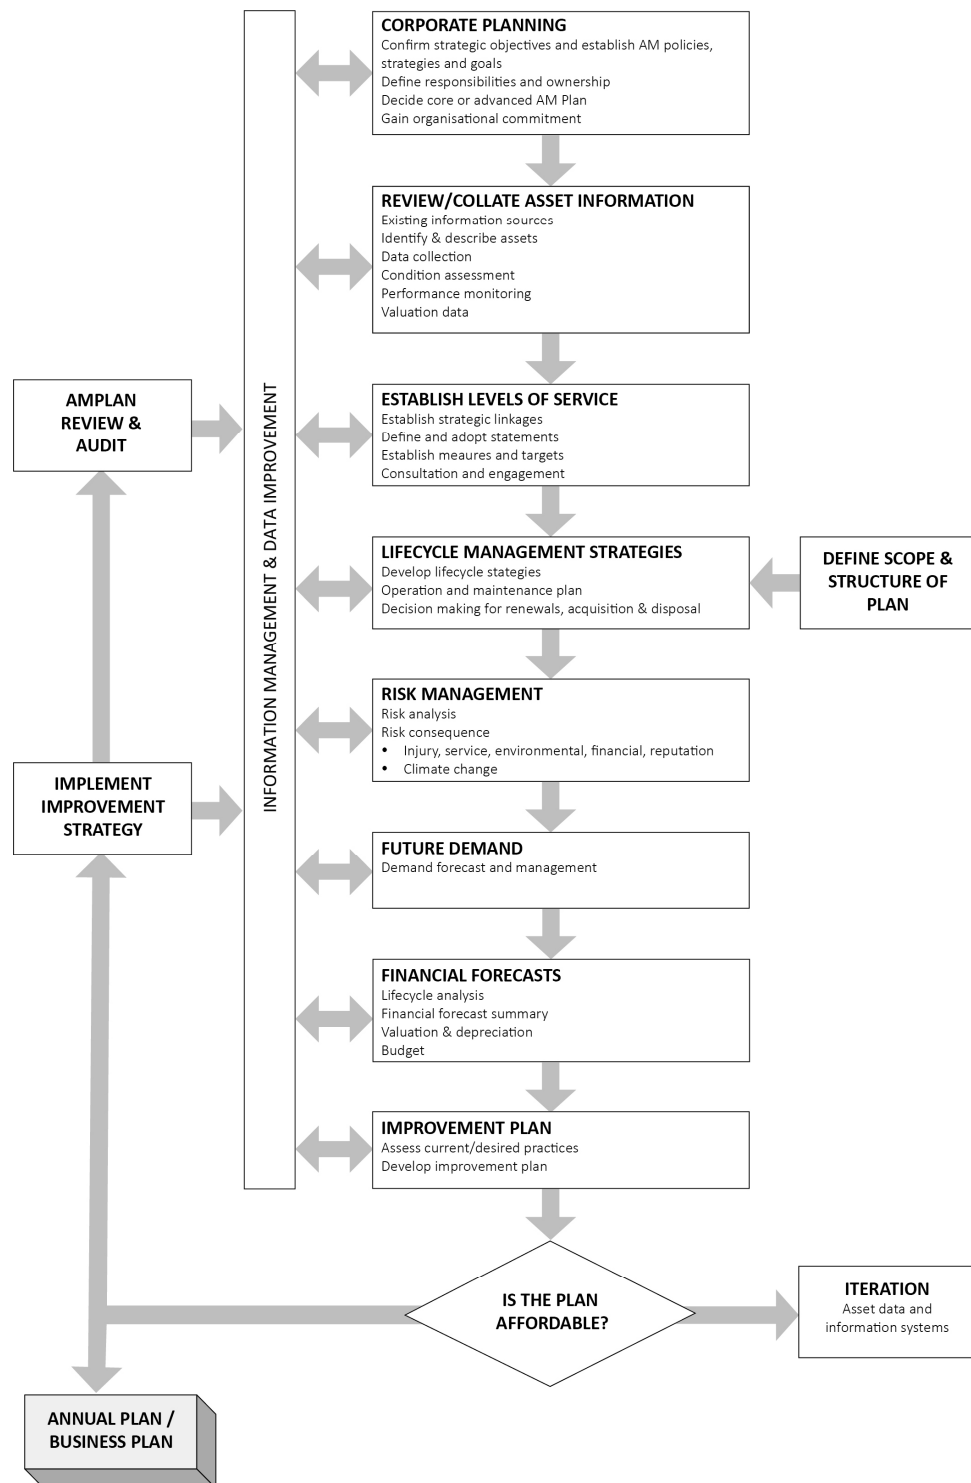 CORPORATE PLANNING
Confirm strategic objectives and establish AM policies,
strategies and goals
Define responsibilities and ownership
Decide core or advanced AM Plan
Gain organisational commitment
REVIEW/COLLATE ASSET INFORMATION
Existing information sources
Identify & describe assets
Data collection
Condition assessment
Performance monitoring
Valuation data
AMPLAN
REVIEW &
AUDIT
INFORMATION MANAGEMENT & DATA IMPROVEMENT
ESTABLISH LEVELS OF SERVICE
Establish strategic linkages
Define and adopt statements
Establish meaures and targets
Consultation and engagement
LIFECYCLE MANAGEMENT STRATEGIES
Develop lifecycle stategies
Operation and maintenance plan
Decision making for renewals, acquisition & disposal
DEFINE SCOPE &
STRUCTURE OF
PLAN
RISK MANAGEMENT
Risk analysis
Risk consequence
• Injury, service, environmental, financial, reputation
• Climate change
IMPLEMENT
IMPROVEMENT
STRATEGY
FUTURE DEMAND
Demand forecast and management
FINANCIAL FORECASTS
Lifecycle analysis
Financial forecast summary
Valuation & depreciation
Budget
IMPROVEMENT PLAN
Assess current/desired practices
Develop improvement plan
IS THE PLAN
AFFORDABLE?
ITERATION
Asset data and
information systems
ANNUAL PLAN /
BUSINESS PLAN